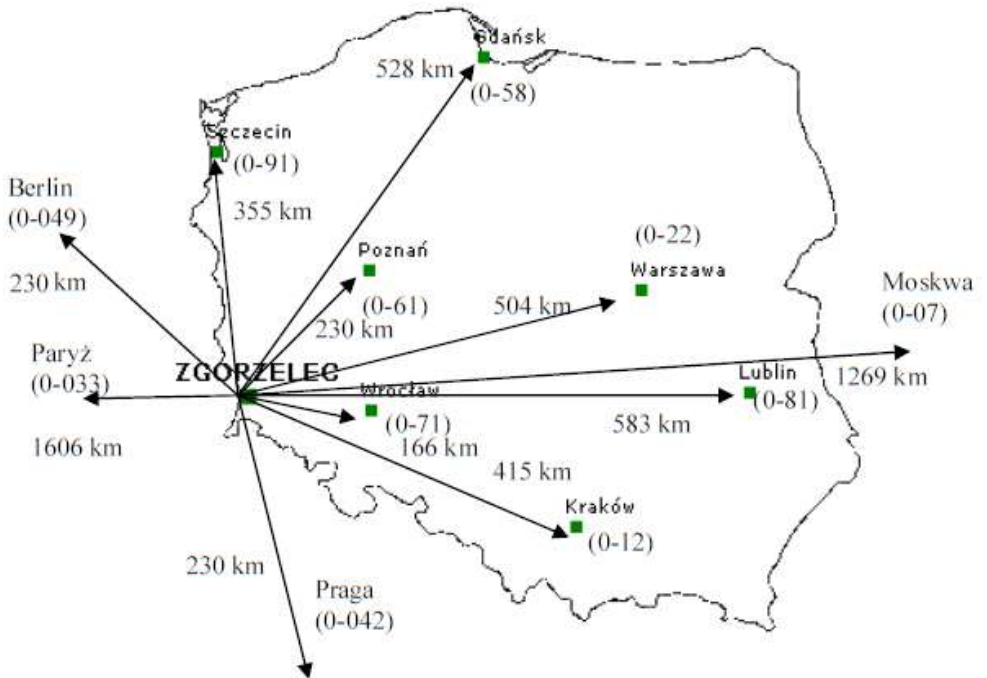 Gdańsk
528 km
(0-58)
Szczecin
(0-91)
Berlin
(0-049)
355 km
230 km
Poznań
(0-61)
230 km
(0-22)
Warszawa
504 km
Moskwa
(0-07)
1269 km
Paryż
(0-033)
1606 km
ZGORZELEC
Wrocław
(0-71)
166 km
Lublin
(0-81)
583 km
415 km
Kraków
(0-12)
230 km
Praga
(0-042)